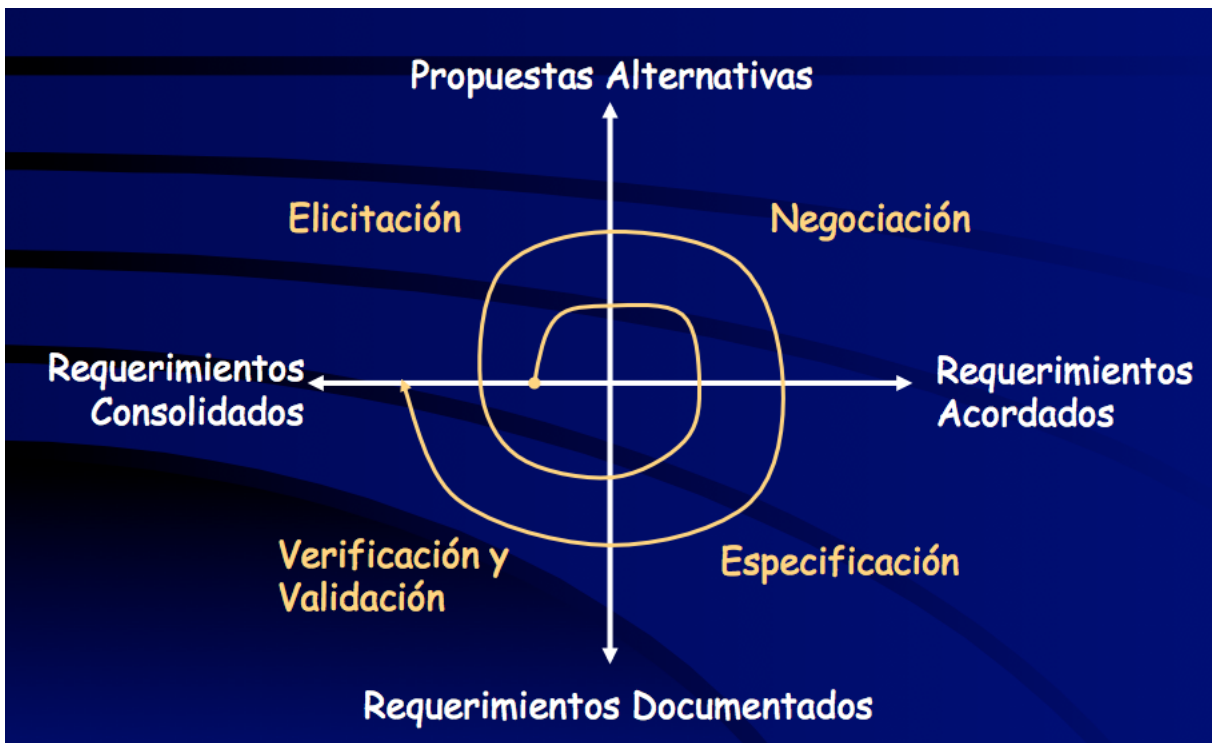 Propuestas Alternativas
Elicitación
Negociación
Requerimientos
Consolidados
Requerimientos
Acordados
Verificación y
Validación
Especificación
Requerimientos Documentados